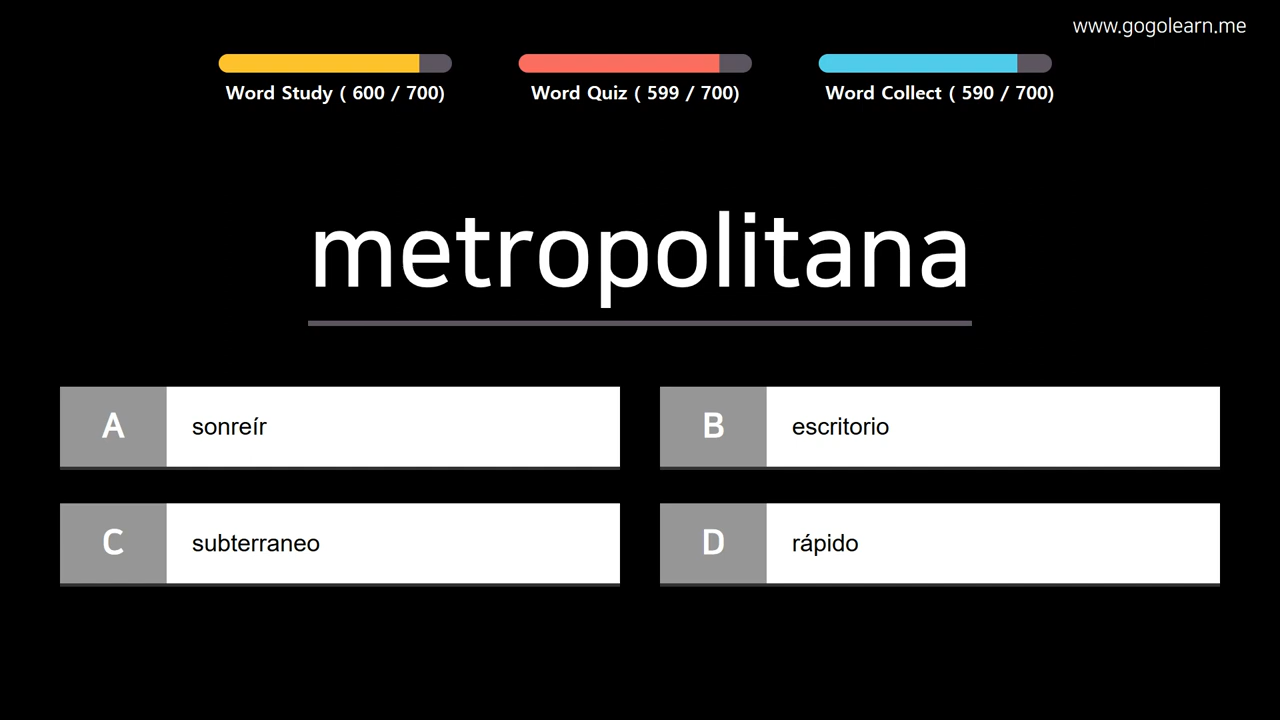 www.gogolearn.me
Word Study ( 600 / 700)
Word Quiz ( 599 / 700)
Word Collect ( 590 / 700)
metropolitana
A sonreír
B escritorio
C subterraneo
D rápido